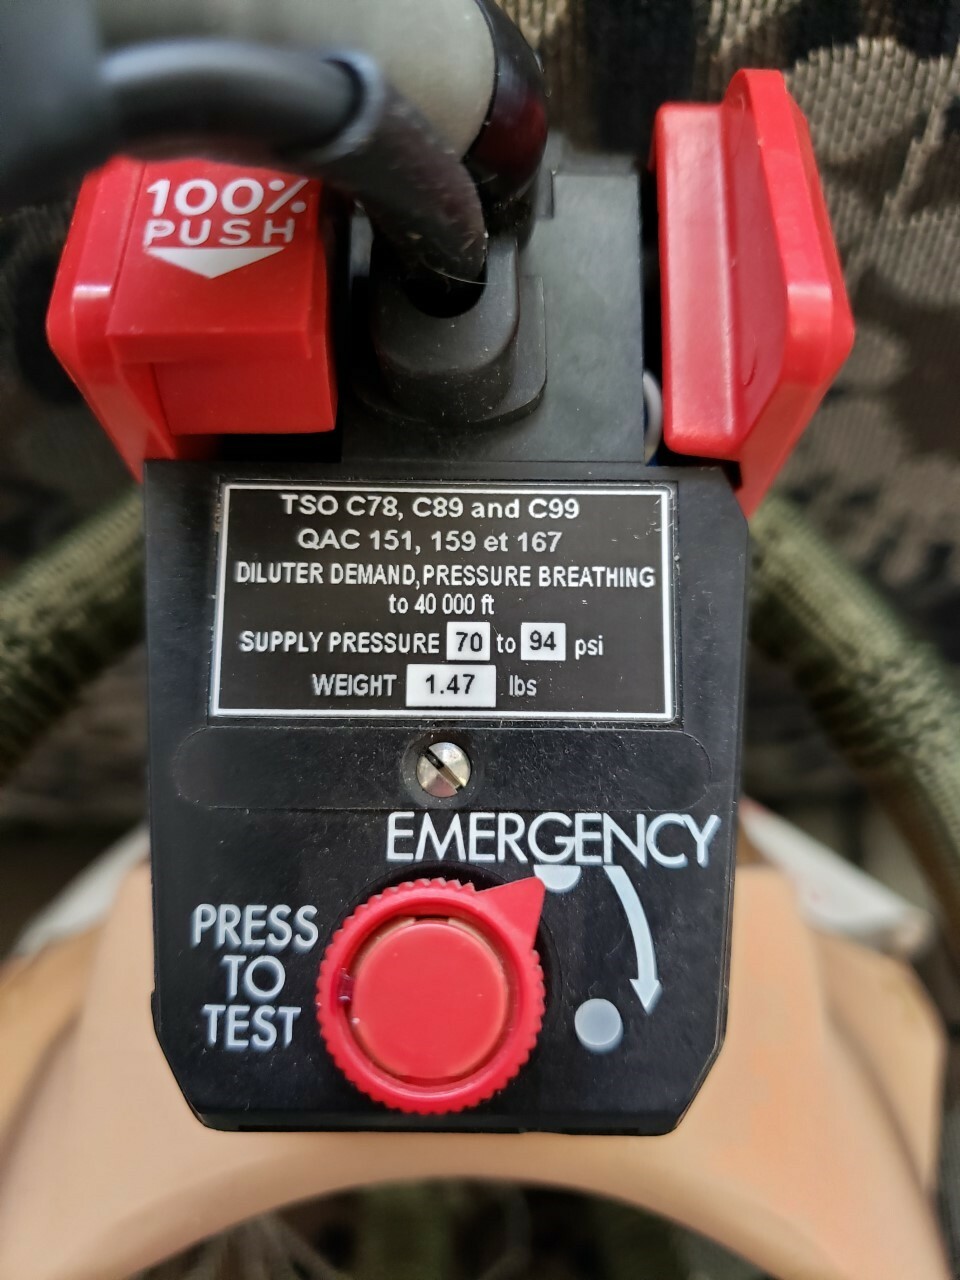 100%
PUSH
TSO C78, C89 and C99
QAC 151, 159 et 167
DILUTER DEMAND, PRESSURE BREATHING
to 40 000 ft
SUPPLY PRESSURE 70 to 94 psi
WEIGHT 1.47 lbs
EMERGENCY
PRESS
TO
TEST